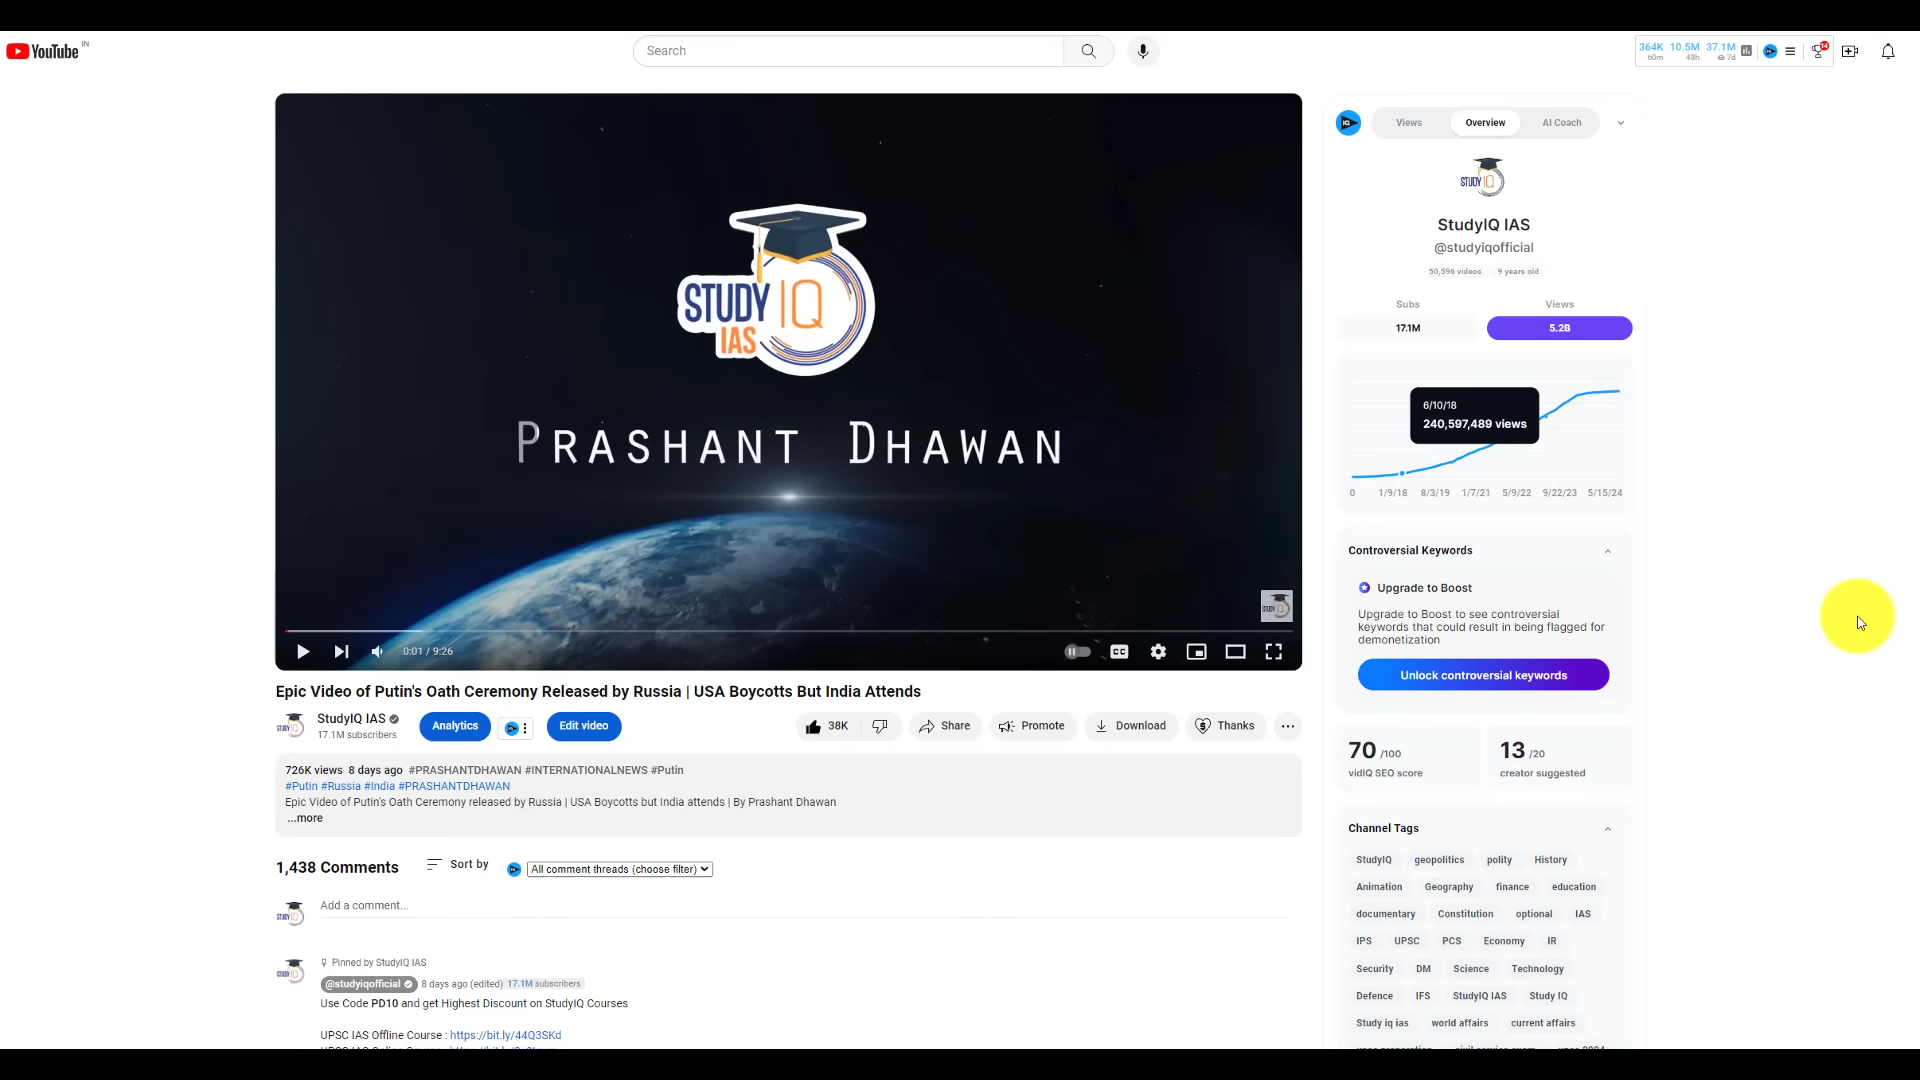 YouTube IN
Search
364K 10.5M 37.1M
60m 48h 7d
14
STUDY IQ
IAS
PRASHANT DHAWAN
0:01 / 9:26
CC
Epic Video of Putin's Oath Ceremony Released by Russia | USA Boycotts But India Attends
StudyIQ IAS
17.1M subscribers
Analytics
Edit video
38K
Share
Promote
Download
Thanks
726K views 8 days ago #PRASHANTDHAWAN #INTERNATIONALNEWS #Putin
#Putin #Russia #India #PRASHANTDHAWAN
Epic Video of Putin's Oath Ceremony released by Russia | USA Boycotts but India attends | By Prashant Dhawan
...more
1,438 Comments
Sort by
All comment threads (choose filter)
Add a comment...
Pinned by StudyIQ IAS
@studyiqofficial 8 days ago (edited) 17.1M subscribers
Use Code PD10 and get Highest Discount on StudyIQ Courses
UPSC IAS Offline Course : https://bit.ly/44Q3SKd
Views Overview AI Coach
STUDY IQ
StudyIQ IAS
@studyiqofficial
50,596 videos 9 years old
Subs Views
17.1M 5.2B
6/10/18
240,597,489 views
0 1/9/18 8/3/19 1/7/21 5/9/22 9/22/23 5/15/24
Controversial Keywords
Upgrade to Boost
Upgrade to Boost to see controversial
keywords that could result in being flagged for
demonetization
Unlock controversial keywords
70 /100
vidIQ SEO score
13 /20
creator suggested
Channel Tags
StudyIQ geopolitics polity History
Animation Geography finance education
documentary Constitution optional IAS
IPS UPSC PCS Economy IR
Security DM Science Technology
Defence IFS StudyIQ IAS Study IQ
Study iq ias world affairs current affairs